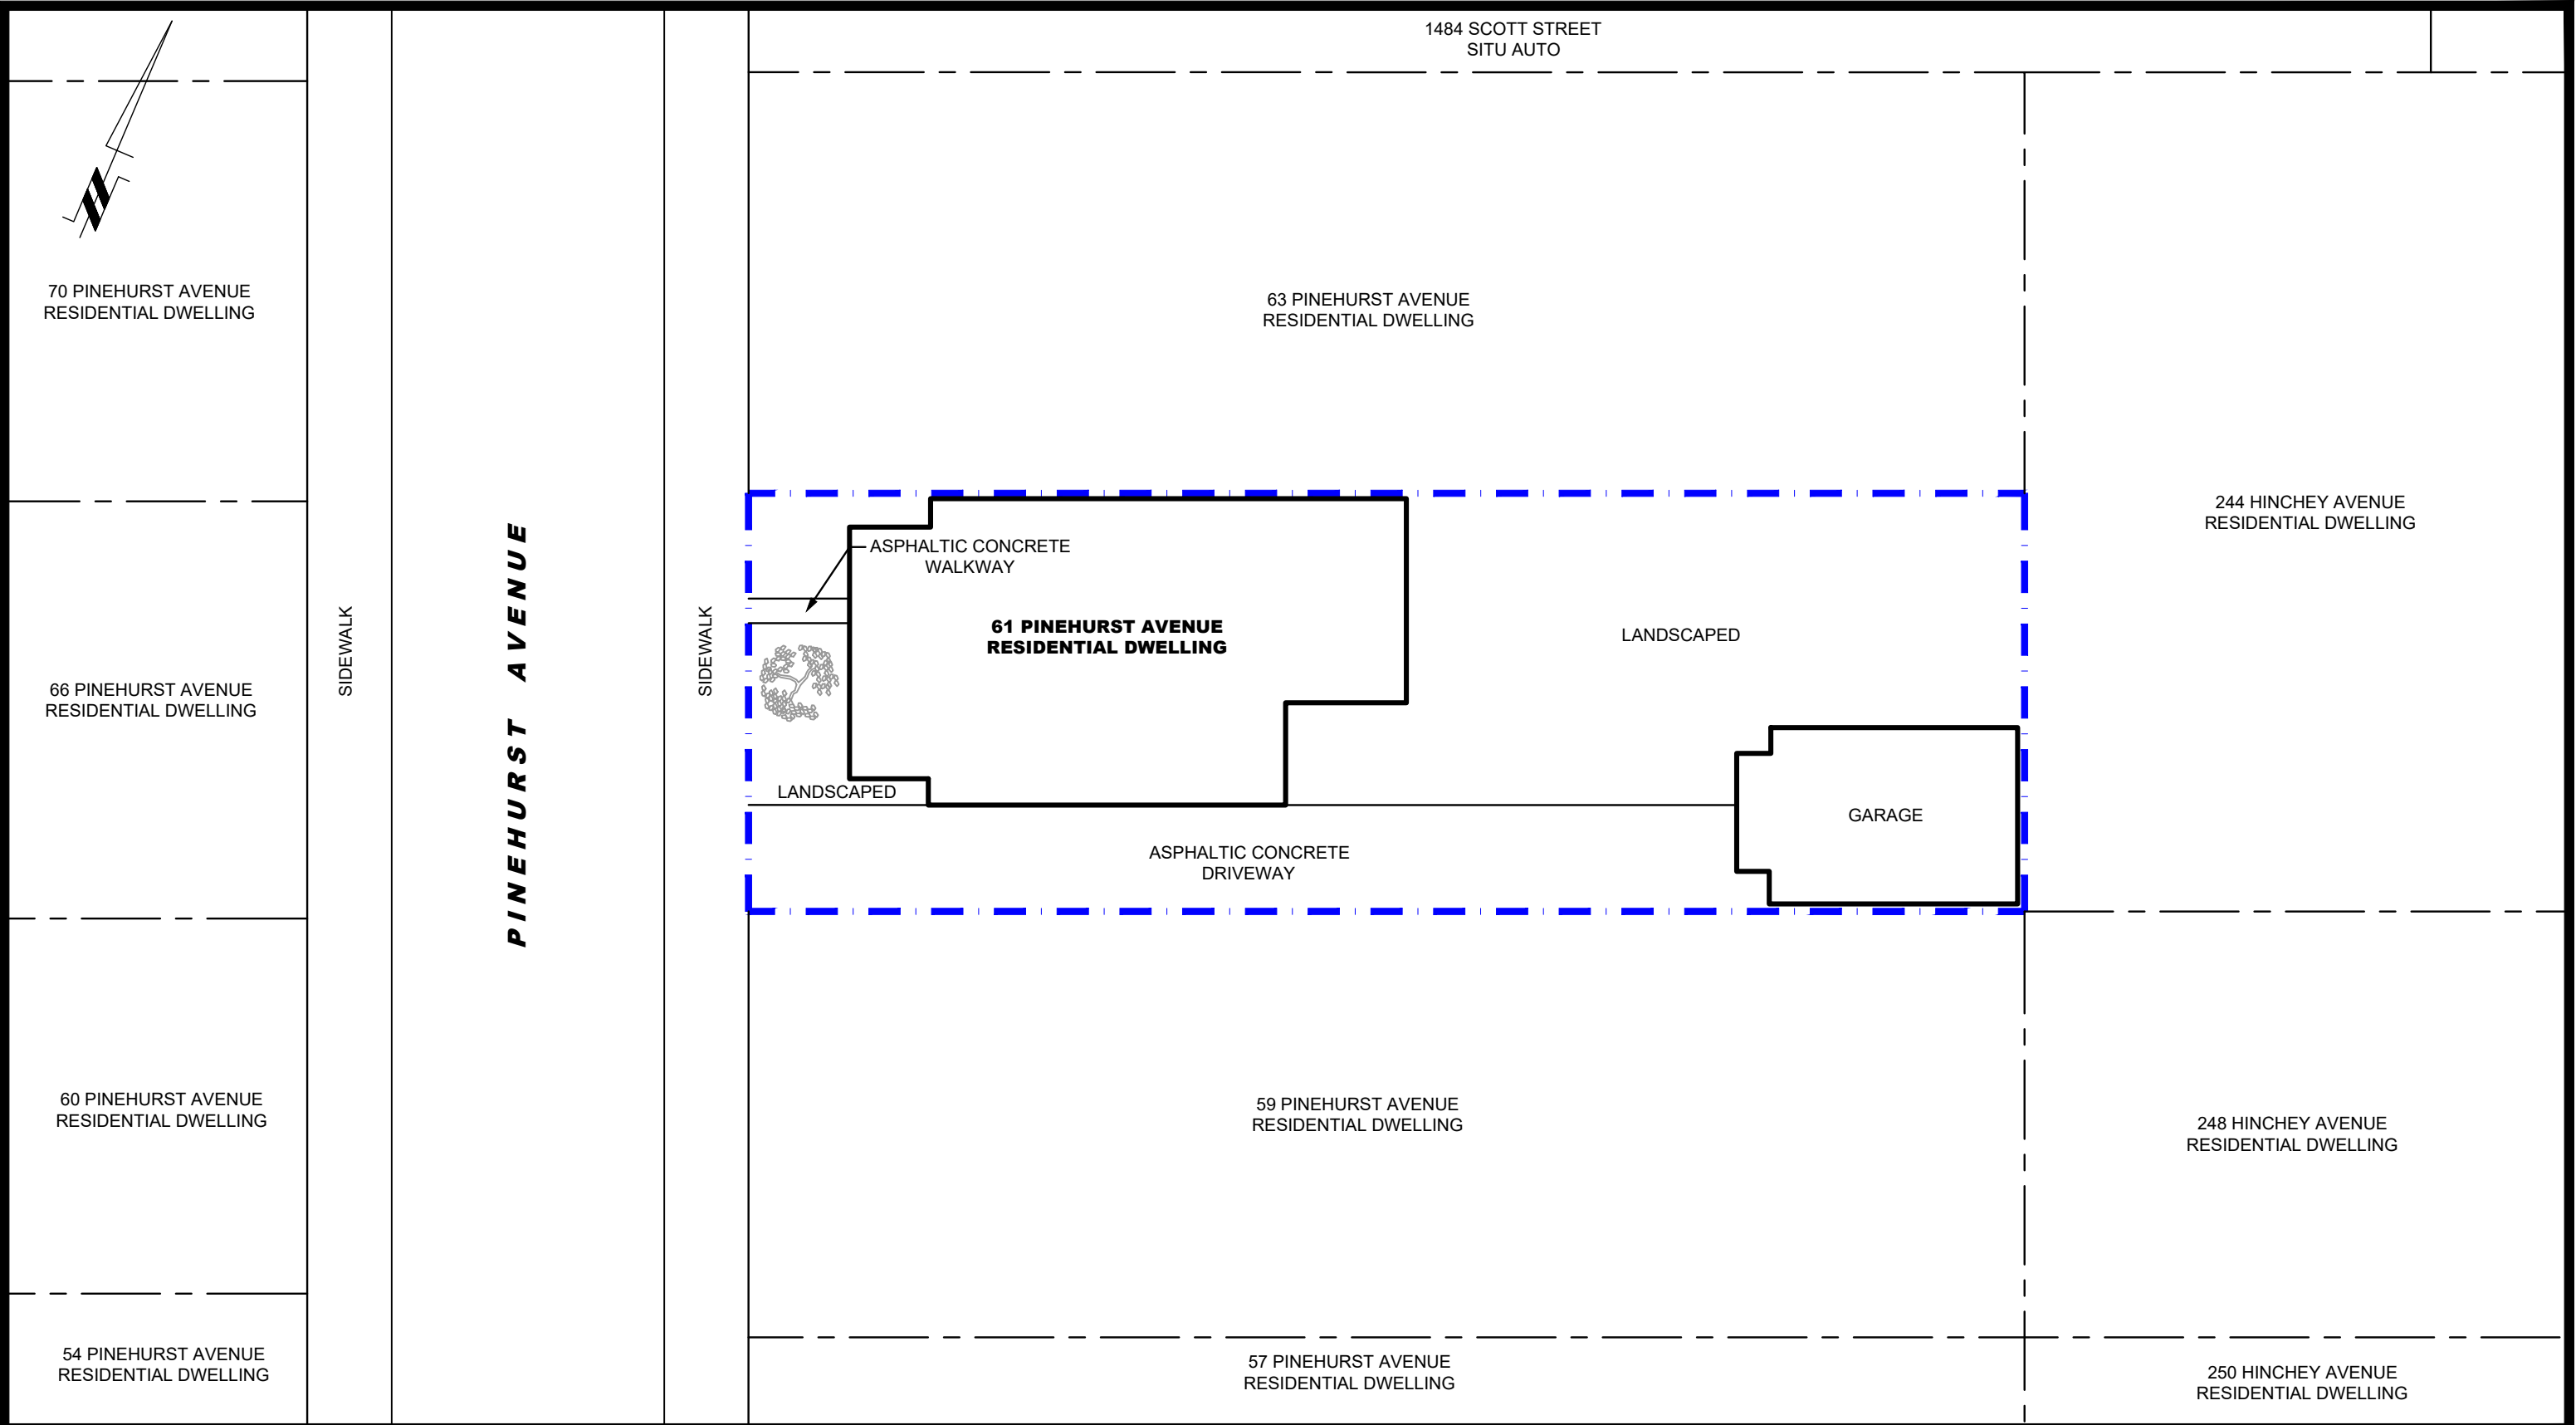 1484 SCOTT STREET
SITU AUTO
70 PINEHURST AVENUE
RESIDENTIAL DWELLING
63 PINEHURST AVENUE
RESIDENTIAL DWELLING
244 HINCHEY AVENUE
RESIDENTIAL DWELLING
ASPHALTIC CONCRETE
WALKWAY
61 PINEHURST AVENUE
RESIDENTIAL DWELLING
LANDSCAPED
66 PINEHURST AVENUE
RESIDENTIAL DWELLING
SIDEWALK
PINEHURST AVENUE
SIDEWALK
LANDSCAPED
GARAGE
ASPHALTIC CONCRETE
DRIVEWAY
60 PINEHURST AVENUE
RESIDENTIAL DWELLING
59 PINEHURST AVENUE
RESIDENTIAL DWELLING
248 HINCHEY AVENUE
RESIDENTIAL DWELLING
54 PINEHURST AVENUE
RESIDENTIAL DWELLING
57 PINEHURST AVENUE
RESIDENTIAL DWELLING
250 HINCHEY AVENUE
RESIDENTIAL DWELLING